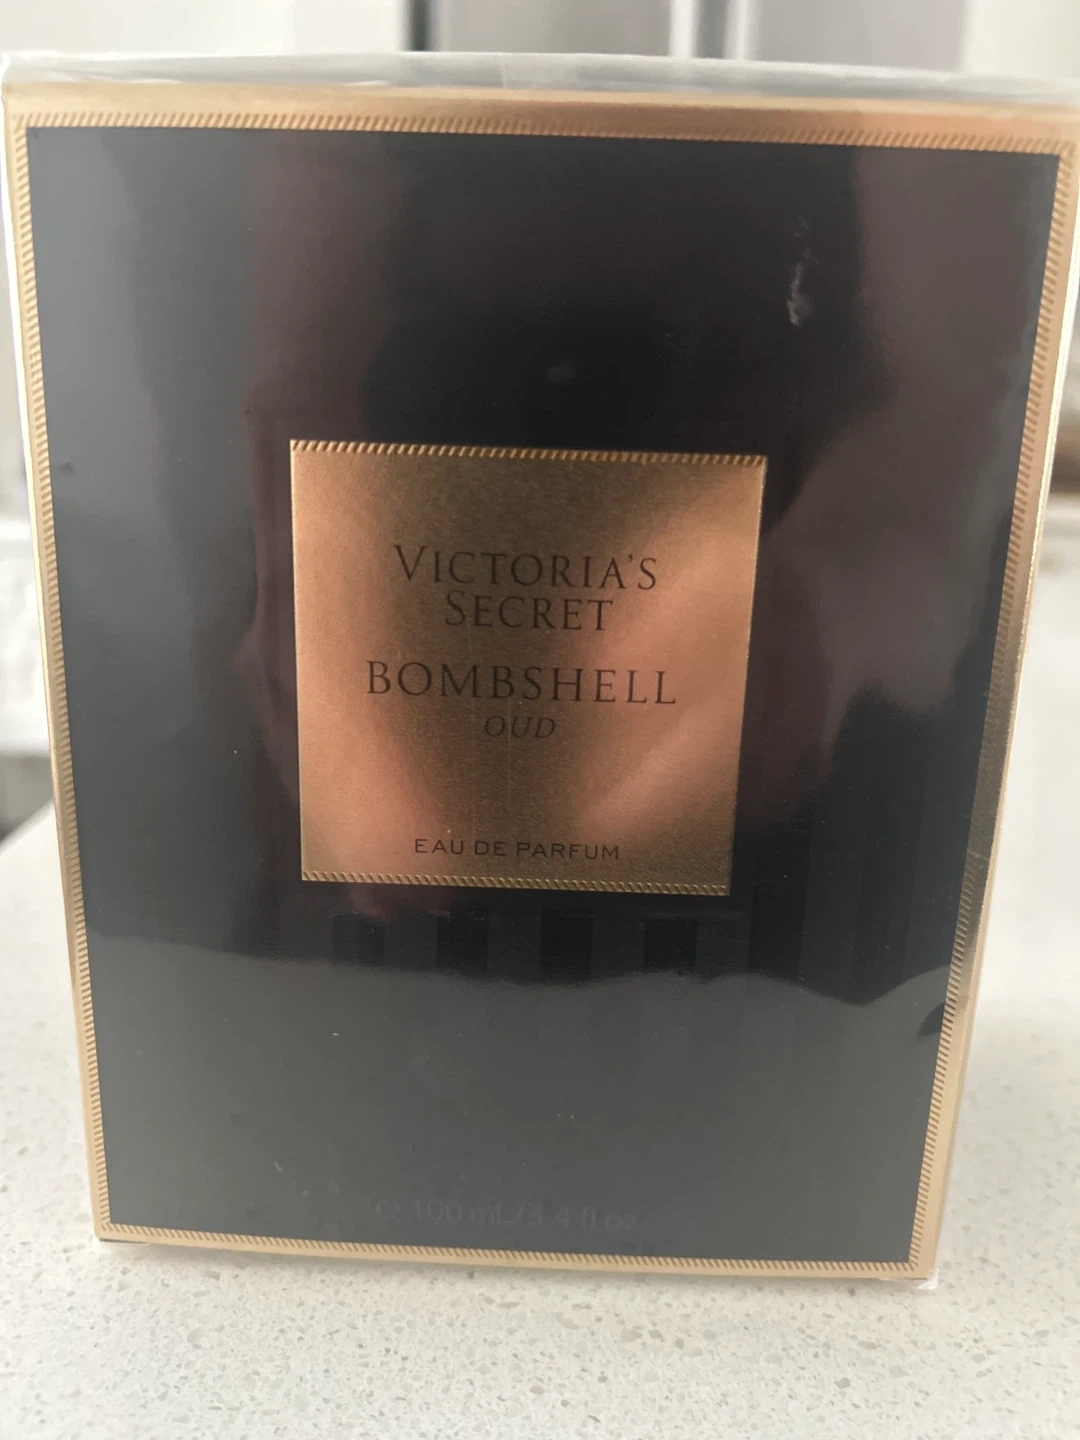 VICTORIA'S
SECRET
BOMBSHELL
OUD
EAU DE PARFUM
℮ 100 mL/3.4 fl oz